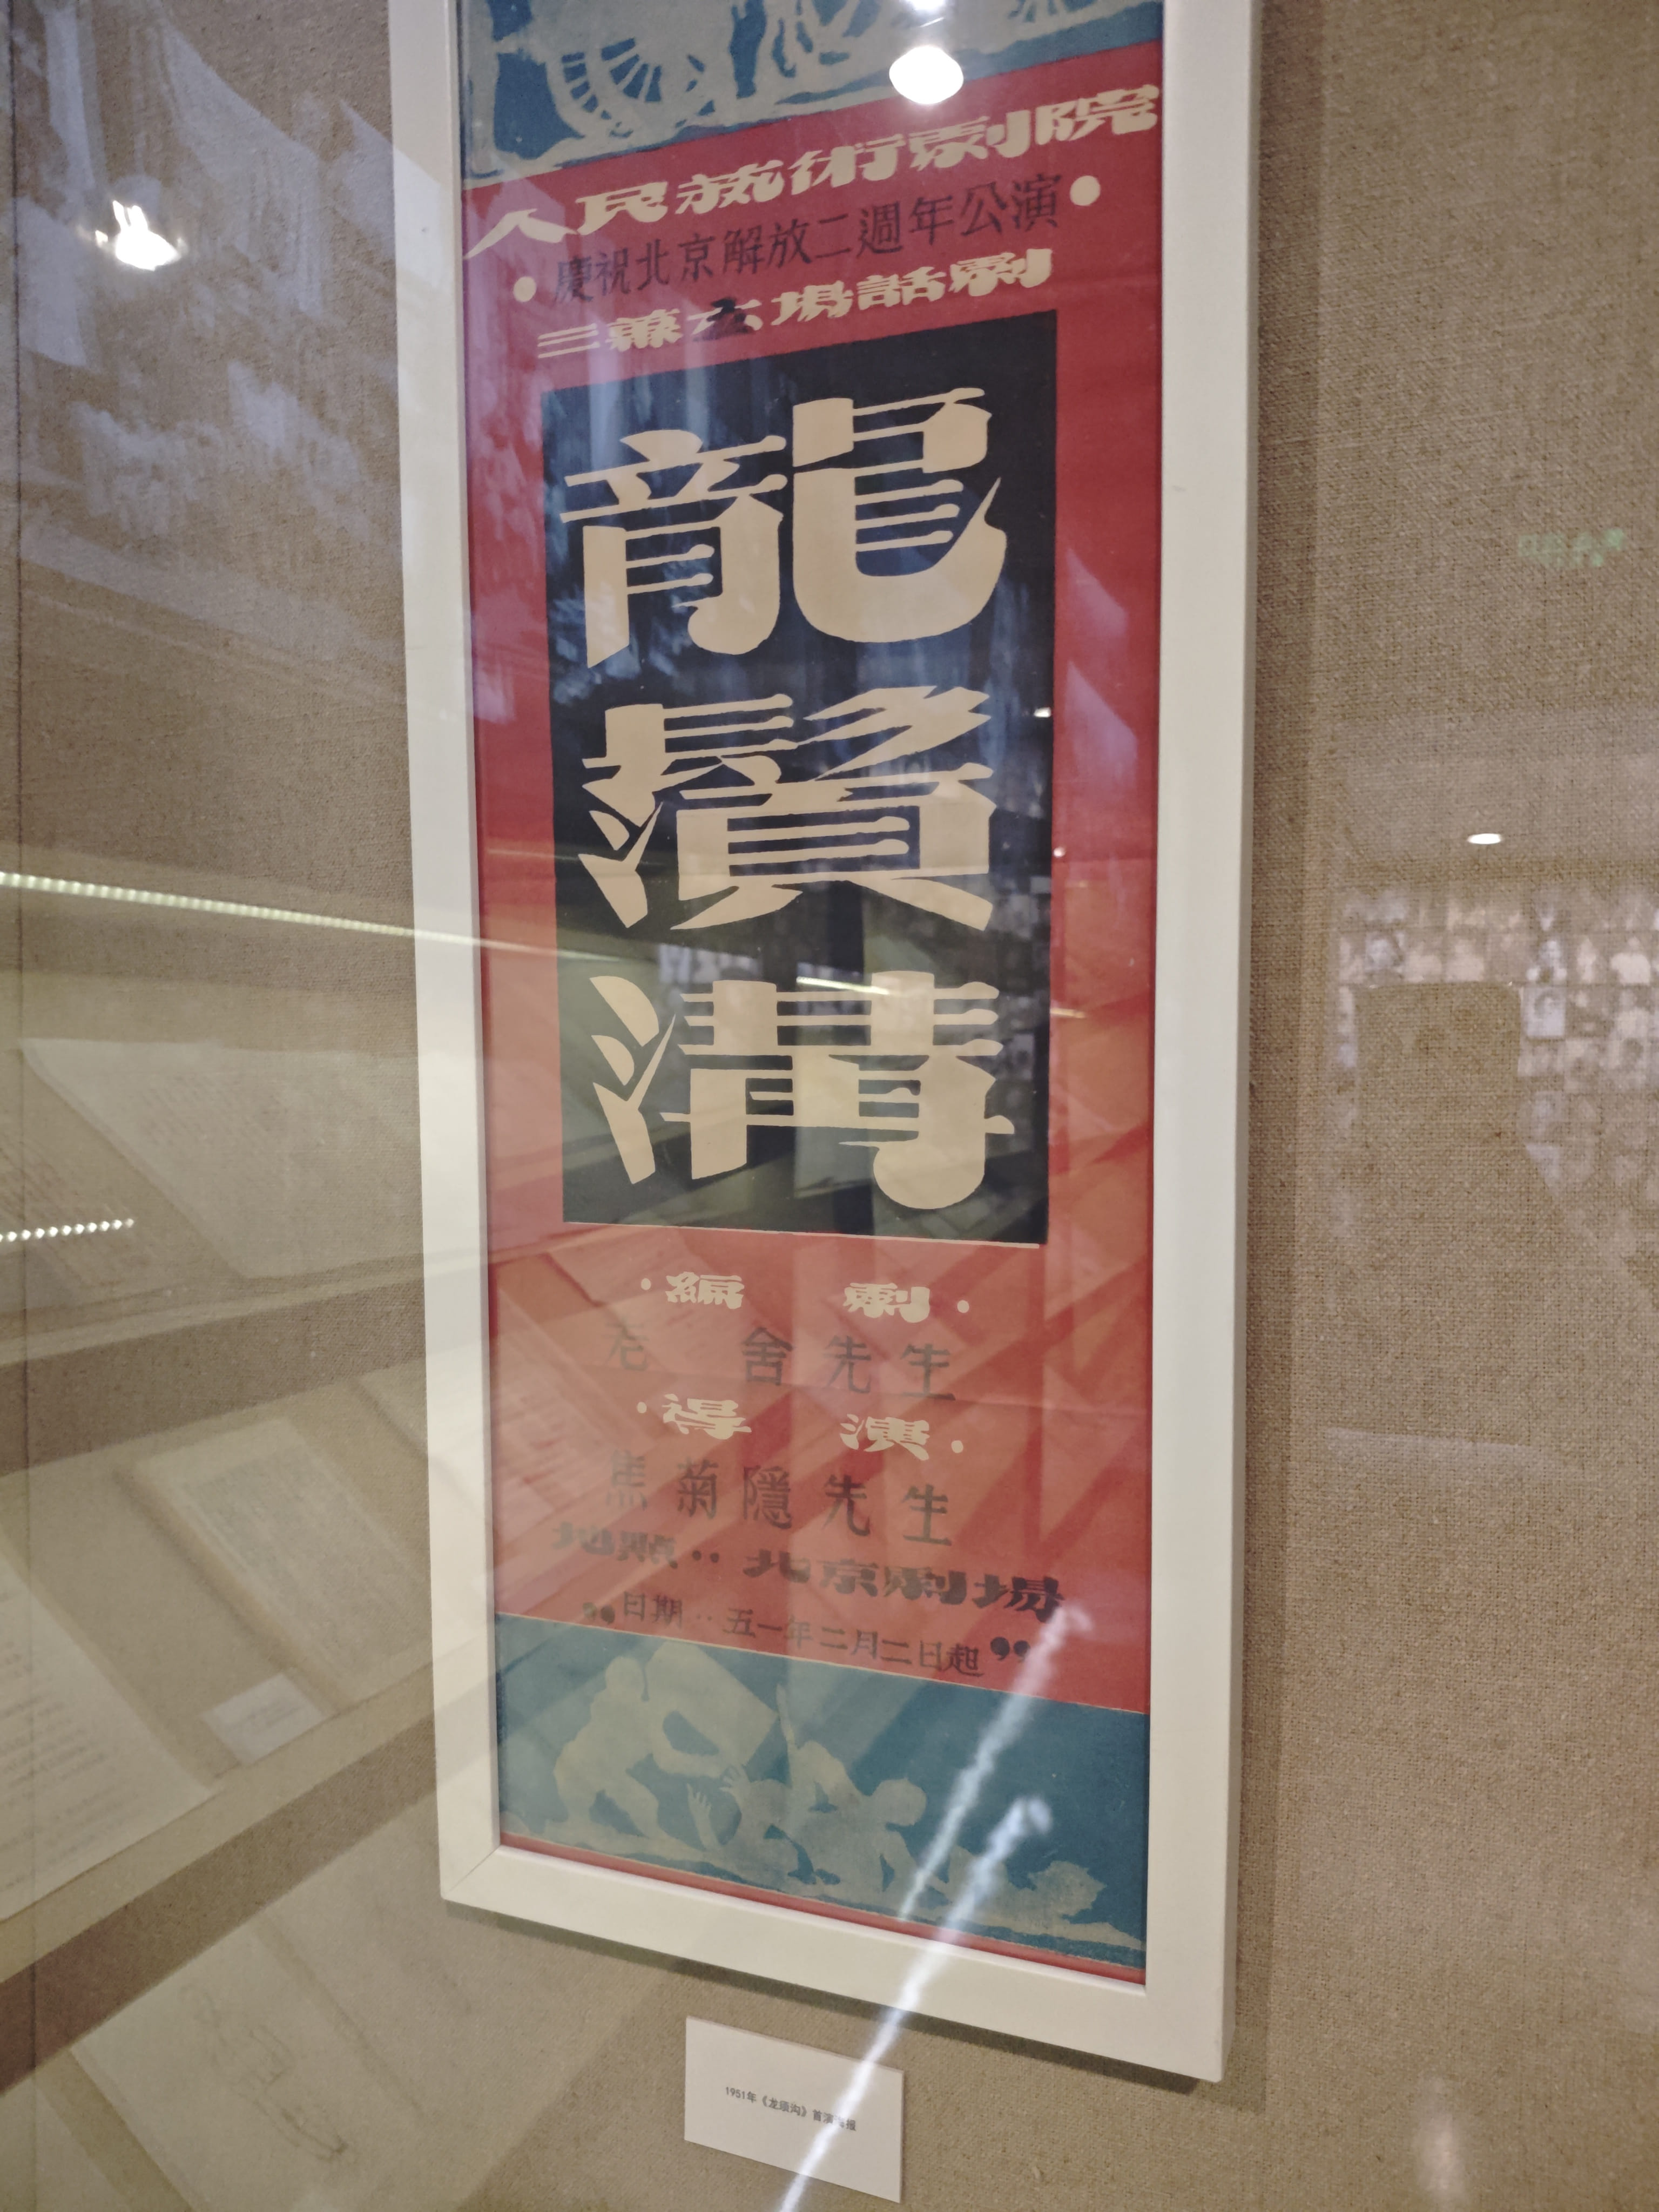 人民藝術劇院
•慶祝北京解放二週年公演•
三幕六場話劇
龍鬚溝
·編 劇·
老 舍先生
·導 演·
焦菊隱先生
地點：北京劇場
〝日期：五一年二月二日起〞
1951年《龙须沟》首演海报